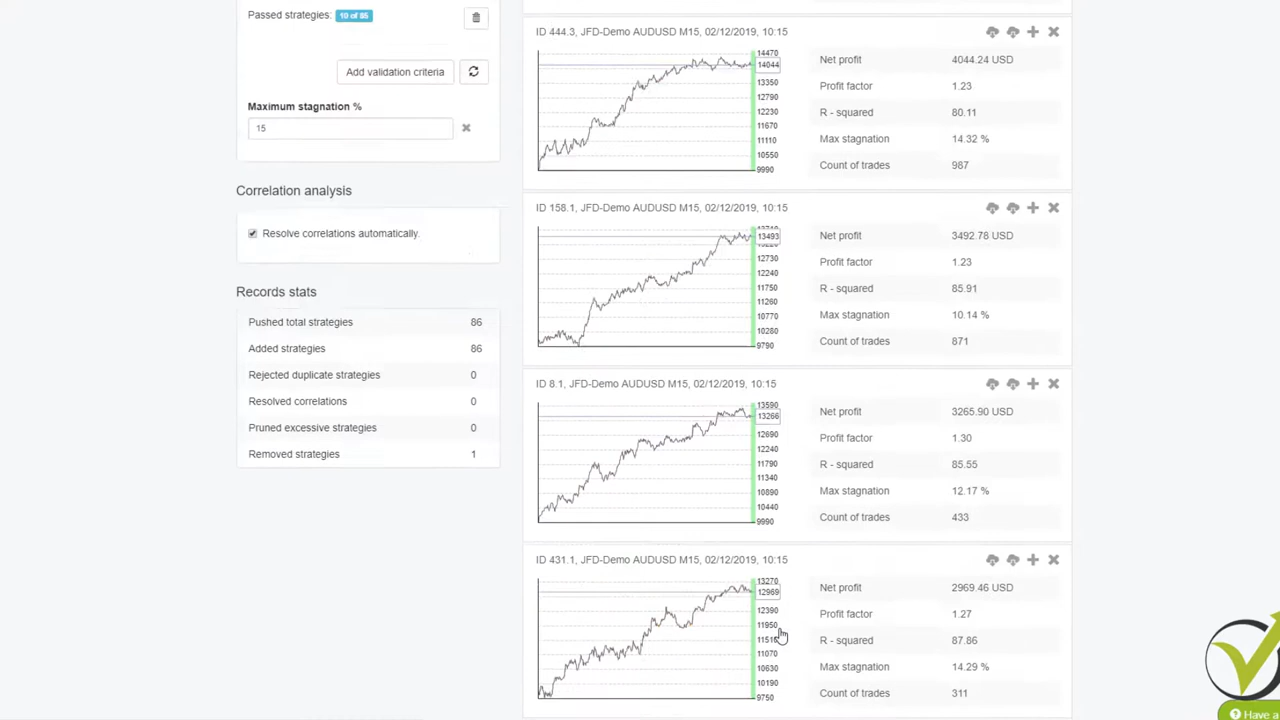 Passed strategies: 10 of 85
Add validation criteria
Maximum stagnation %
15
Correlation analysis
Resolve correlations automatically.
Records stats
Pushed total strategies 86
Added strategies 86
Rejected duplicate strategies 0
Resolved correlations 0
Pruned excessive strategies 0
Removed strategies 1
ID 444.3, JFD-Demo AUDUSD M15, 02/12/2019, 10:15
14470
14044
13350
12790
12230
11670
11110
10550
9990
Net profit 4044.24 USD
Profit factor 1.23
R - squared 80.11
Max stagnation 14.32 %
Count of trades 987
ID 158.1, JFD-Demo AUDUSD M15, 02/12/2019, 10:15
13493
12730
12240
11750
11260
10770
10280
9790
Net profit 3492.78 USD
Profit factor 1.23
R - squared 85.91
Max stagnation 10.14 %
Count of trades 871
ID 8.1, JFD-Demo AUDUSD M15, 02/12/2019, 10:15
13590
13266
12690
12240
11790
11340
10890
10440
9990
Net profit 3265.90 USD
Profit factor 1.30
R - squared 85.55
Max stagnation 12.17 %
Count of trades 433
ID 431.1, JFD-Demo AUDUSD M15, 02/12/2019, 10:15
13270
12969
12390
11950
11070
10630
10190
9750
Net profit 2969.46 USD
Profit factor 1.27
R - squared 87.86
Max stagnation 14.29 %
Count of trades 311
Have a